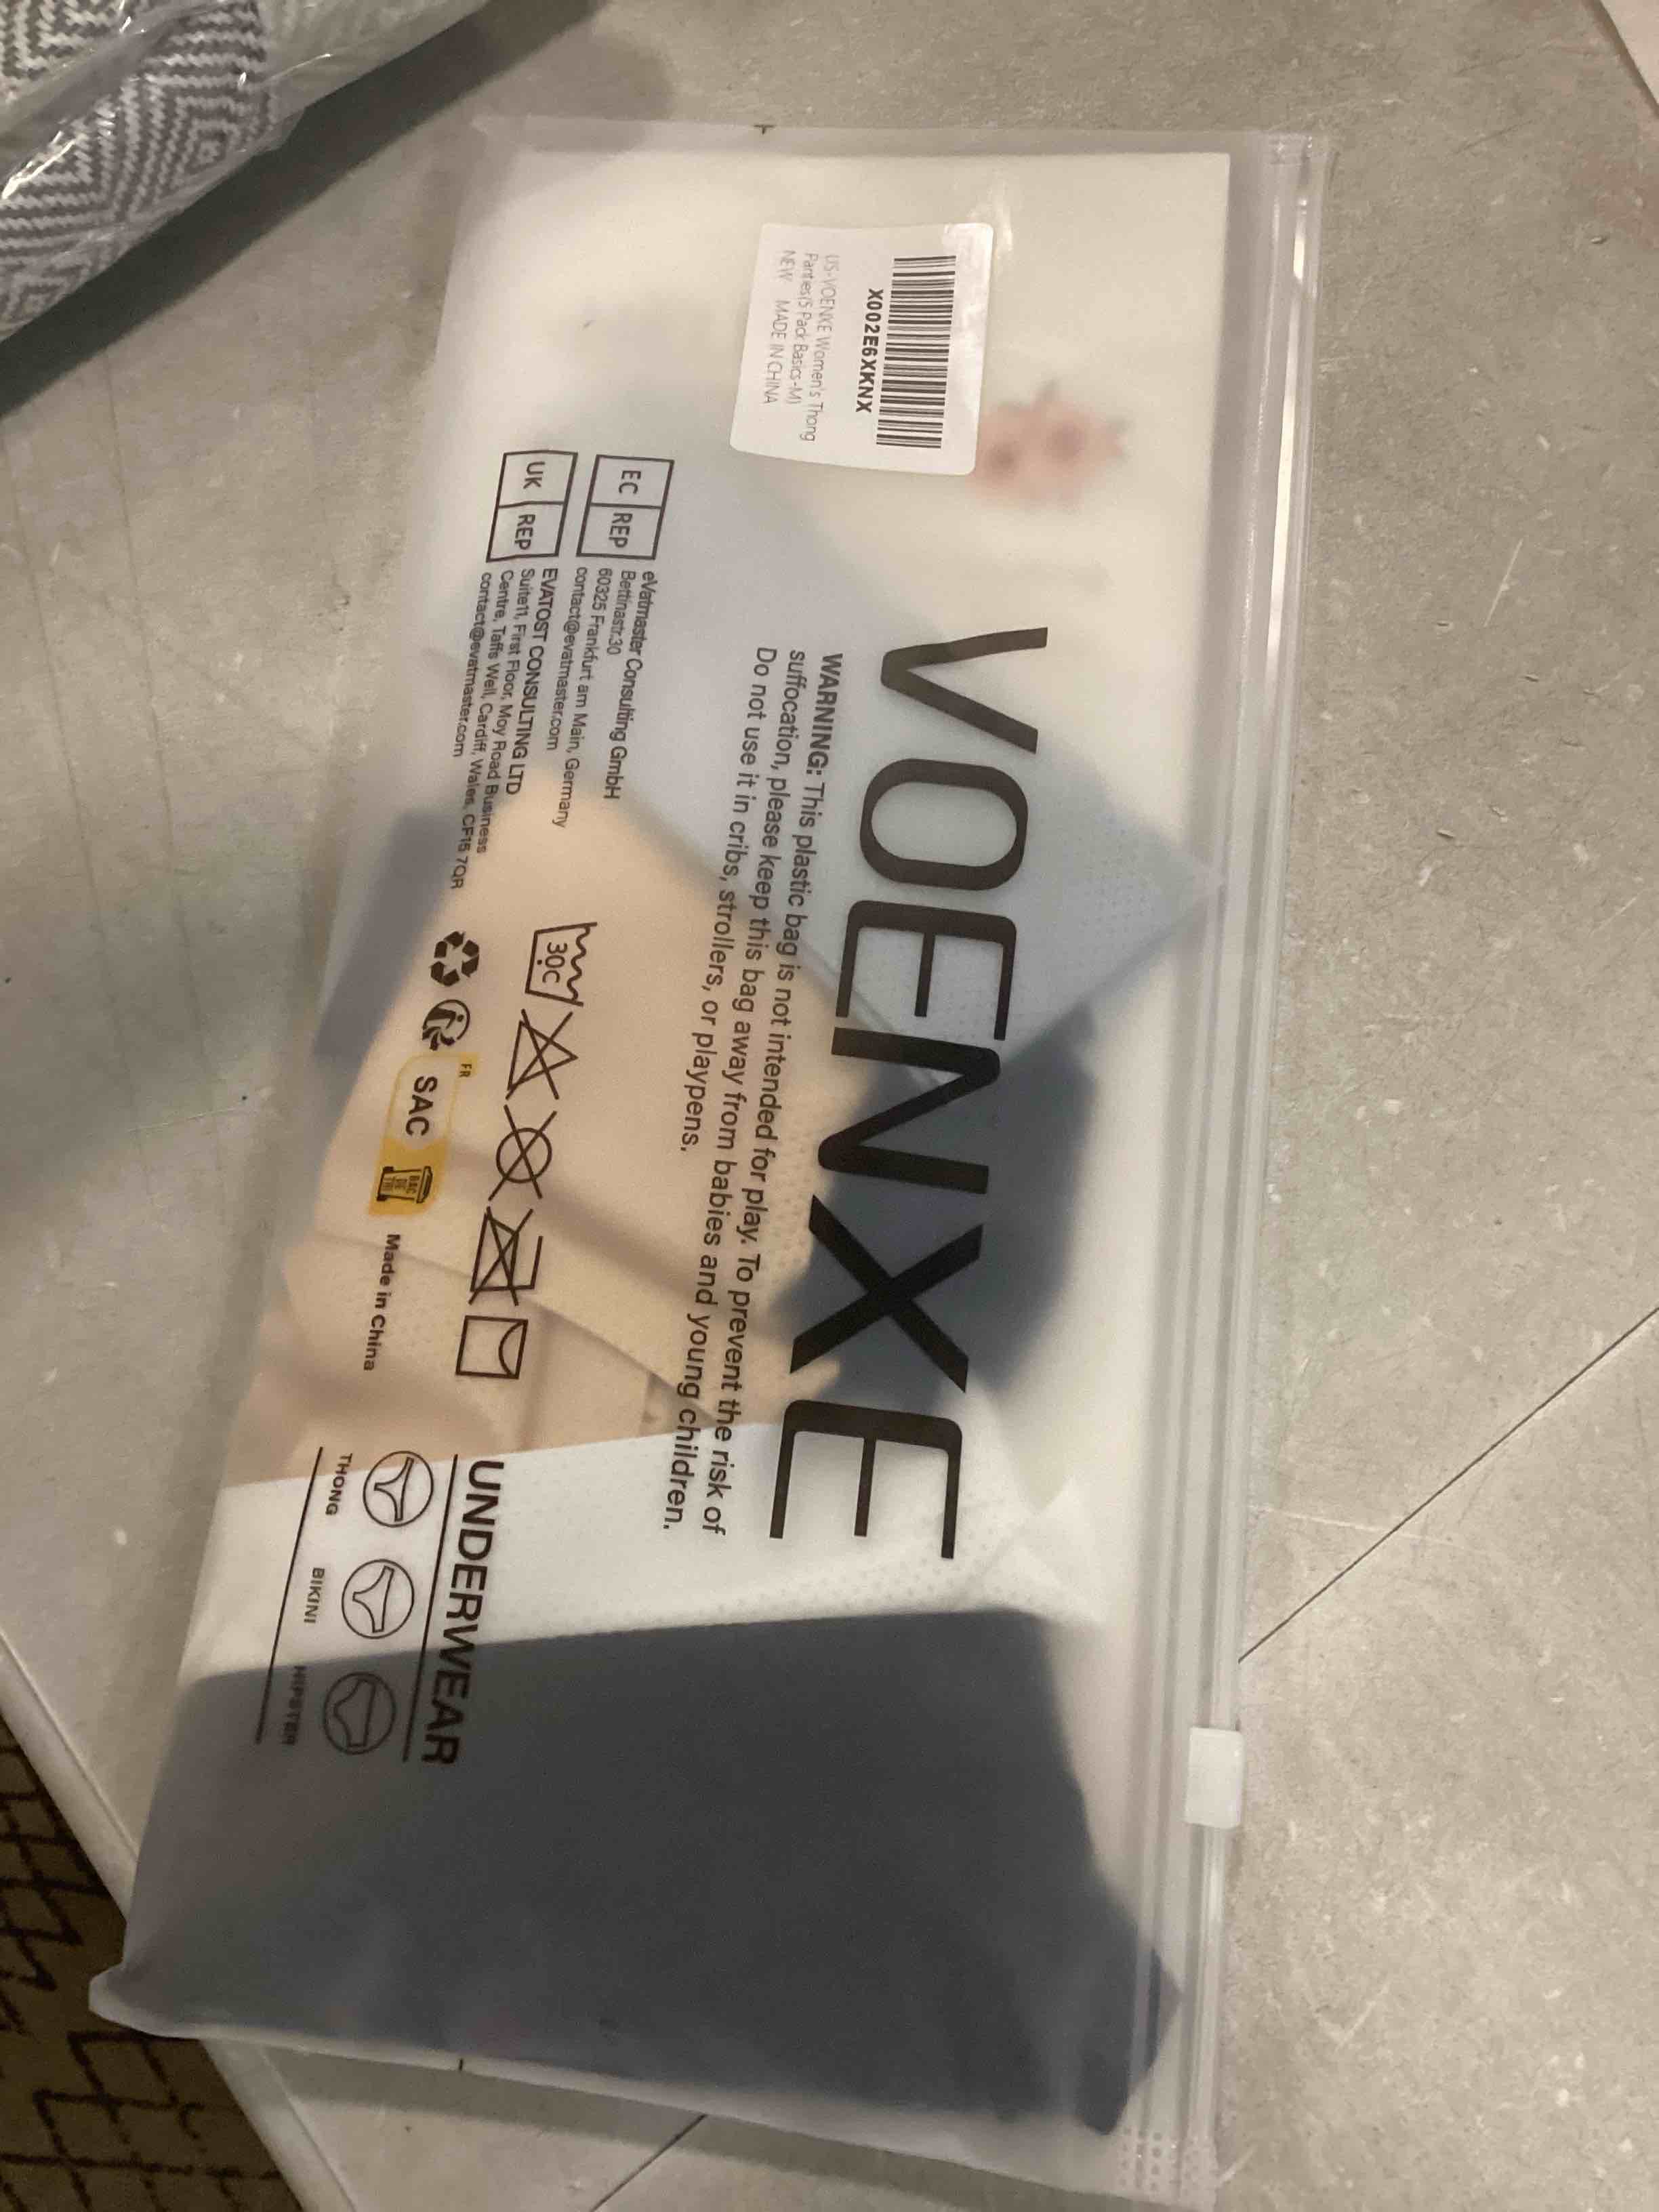 X002E6XKNX
US-VOENXE Women's Thong
Panties(5 Pack Basics-M)
NEW MADE IN CHINA
VOENXE
WARNING: This plastic bag is not intended for play. To prevent the risk of
suffocation, please keep this bag away from babies and young children.
Do not use it in cribs, strollers, or playpens.
EC REP
eVatmaster Consulting GmbH
Bettinastr.30
60325 Frankfurt am Main, Germany
contact@evatmaster.com
UK REP
EVATOST CONSULTING LTD
Suite11, First Floor, Moy Road Business
Centre, Taffs Well, Cardiff, Wales, CF15 7QR
contact@evatmaster.com
30C
FR
SAC
BAC
DE
TRI
Made in China
UNDERWEAR
THONG
BIKINI
HIPSTER